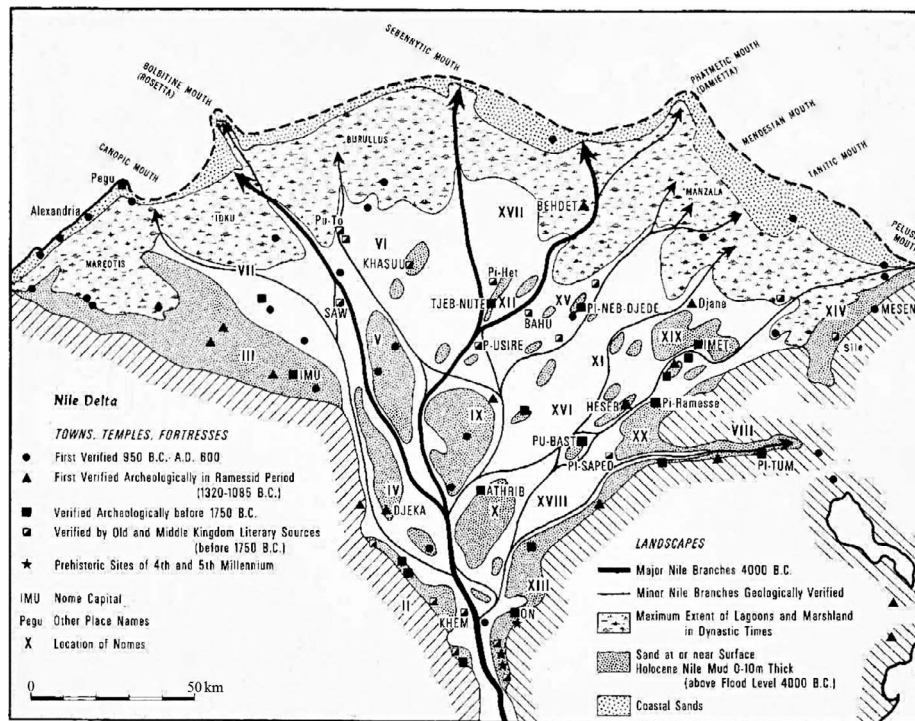 SEBENNYTIC MOUTH
BOLBITINE MOUTH
(ROSETTA)
PHATMETIC MOUTH
(DAMIETTA)
MENDESIAN MOUTH
TANITIC MOUTH
CANOPIC MOUTH
BURULLUS
Pegu
MANZALA
XVII
BEHDET
Alexandria
IDKU
Pu-To
PELUS
MOUTH
VI
KHASUU
MAREOTIS
VII
Pi-Het
TJEB-NUTE
XII
XV
PI-NEB-DJEDE
Djane
XIV
MESEN
SAW
BAHU
III
V
P-USIRE
XIX
IMET
Sile
IMU
XI
Nile Delta
IX
XVI
HESER
Pi-Ramesse
TOWNS, TEMPLES, FORTRESSES
PU-BAST
XX
VIII
First Verified 950 B.C.- A.D. 600
PI-SAPED
PI-TUM
First Verified Archeologically in Ramessid Period
(1320-1085 B.C.)
IV
DJEKA
ATHRIB
X
XVIII
Verified Archeologically before 1750 B.C.
Verified by Old and Middle Kingdom Literary Sources
(before 1750 B.C.)
Prehistoric Sites of 4th and 5th Millennium
IMU Nome Capital
Pegu Other Place Names
X Location of Nomes
II
KHEM
XIII
ON
0 50 km
LANDSCAPES
Major Nile Branches 4000 B.C.
Minor Nile Branches Geologically Verified
Maximum Extent of Lagoons and Marshland
in Dynastic Times
Sand at or near Surface
Holocene Nile Mud 0-10m Thick
(above Flood Level 4000 B.C.)
Coastal Sands